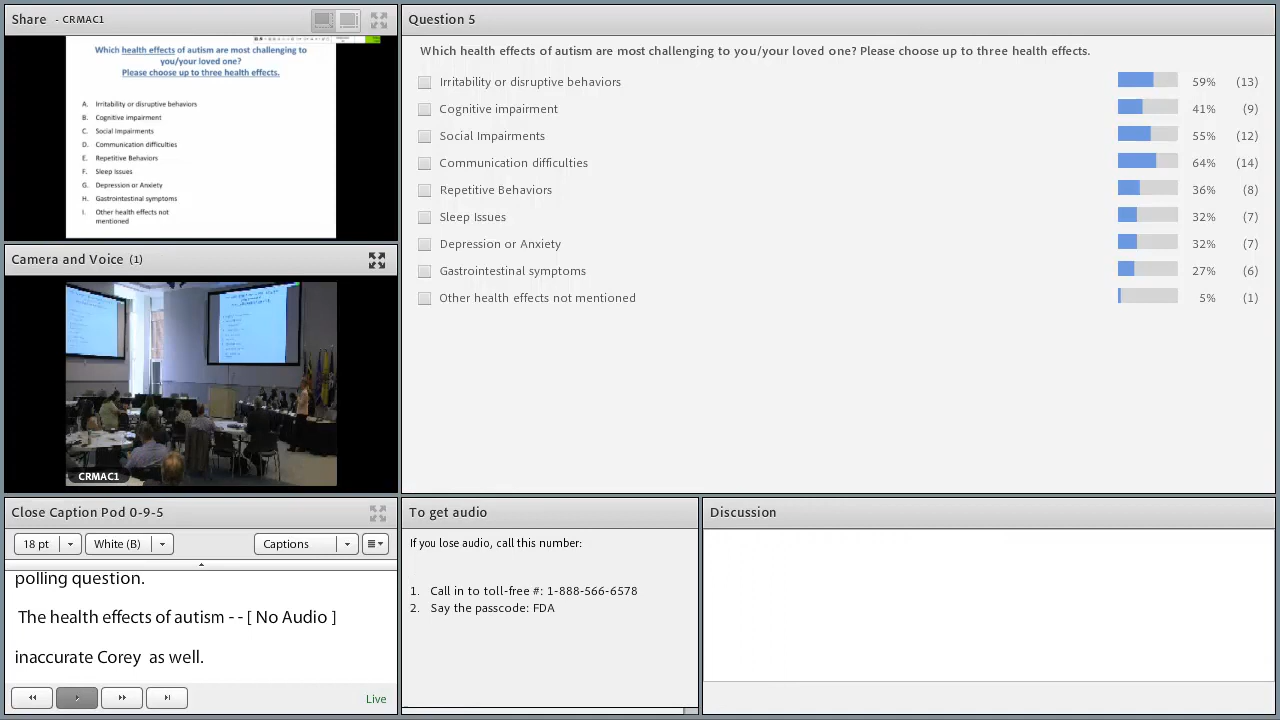 Share - CRMAC1
Which health effects of autism are most challenging to
you/your loved one?
Please choose up to three health effects.
A. Irritability or disruptive behaviors
B. Cognitive impairment
C. Social Impairments
D. Communication difficulties
E. Repetitive Behaviors
F. Sleep Issues
G. Depression or Anxiety
H. Gastrointestinal symptoms
I. Other health effects not
mentioned
Camera and Voice (1)
CRMAC1
Question 5
Which health effects of autism are most challenging to you/your loved one? Please choose up to three health effects.
Irritability or disruptive behaviors 59% (13)
Cognitive impairment 41% (9)
Social Impairments 55% (12)
Communication difficulties 64% (14)
Repetitive Behaviors 36% (8)
Sleep Issues 32% (7)
Depression or Anxiety 32% (7)
Gastrointestinal symptoms 27% (6)
Other health effects not mentioned 5% (1)
Close Caption Pod 0-9-5
18 pt White (B) Captions
polling question.
The health effects of autism - - [ No Audio ]
inaccurate Corey as well.
Live
To get audio
If you lose audio, call this number:
1. Call in to toll-free #: 1-888-566-6578
2. Say the passcode: FDA
Discussion